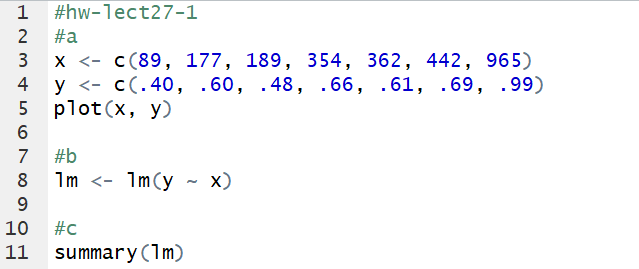 1 #hw-lect27-1
2 #a
3 x <- c(89, 177, 189, 354, 362, 442, 965)
4 y <- c(.40, .60, .48, .66, .61, .69, .99)
5 plot(x, y)
6
7 #b
8 lm <- lm(y ~ x)
9
10 #c
11 summary(lm)